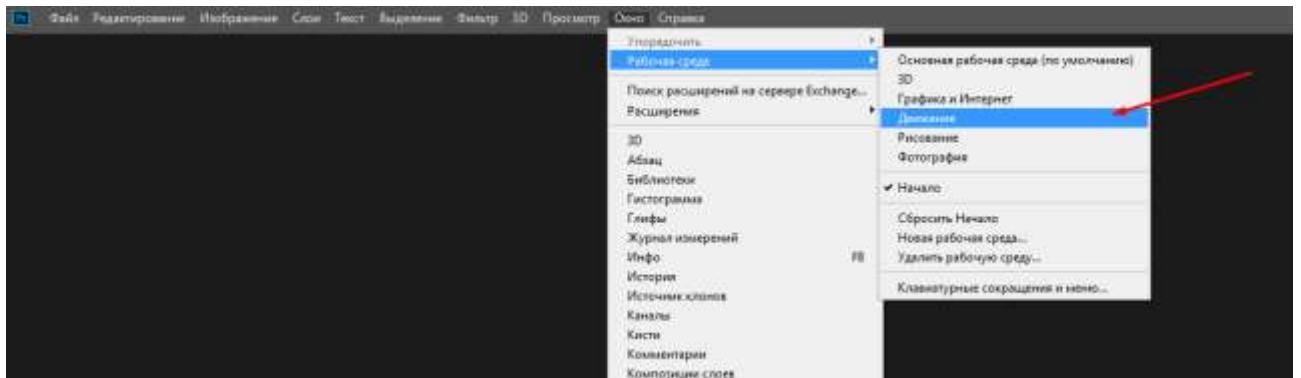 Ps Файл Редактирование Изображение Слои Текст Выделение Фильтр 3D Просмотр Окно Справка
Упорядочить
Рабочая среда
Поиск расширений на сервере Exchange...
Расширения
3D
Абзац
Библиотеки
Гистограмма
Глифы
Журнал измерений
Инфо F8
История
Источник клонов
Каналы
Кисти
Комментарии
Композиции слоев
Основная рабочая среда (по умолчанию)
3D
Графика и Интернет
Движение
Рисование
Фотография
Начало
Сбросить Начало
Новая рабочая среда...
Удалить рабочую среду...
Клавиатурные сокращения и меню...